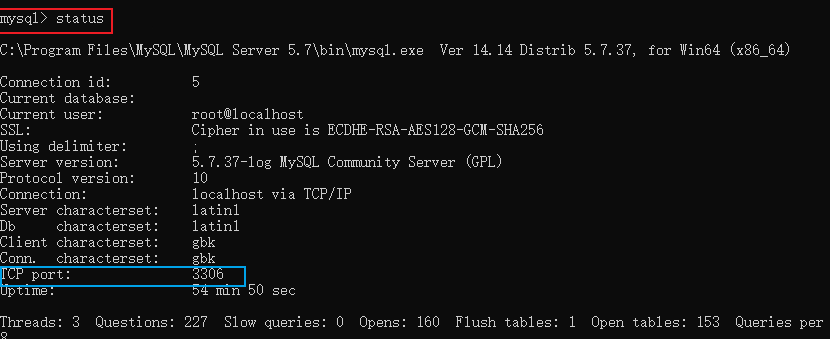 mysql> status
C:\Program Files\MySQL\MySQL Server 5.7\bin\mysql.exe  Ver 14.14 Distrib 5.7.37, for Win64 (x86_64)
Connection id:          5
Current database:
Current user:           root@localhost
SSL:                    Cipher in use is ECDHE-RSA-AES128-GCM-SHA256
Using delimiter:        ;
Server version:         5.7.37-log MySQL Community Server (GPL)
Protocol version:       10
Connection:             localhost via TCP/IP
Server characterset:    latin1
Db     characterset:    latin1
Client characterset:    gbk
Conn.  characterset:    gbk
TCP port:               3306
Uptime:                 54 min 50 sec
Threads: 3  Questions: 227  Slow queries: 0  Opens: 160  Flush tables: 1  Open tables: 153  Queries per